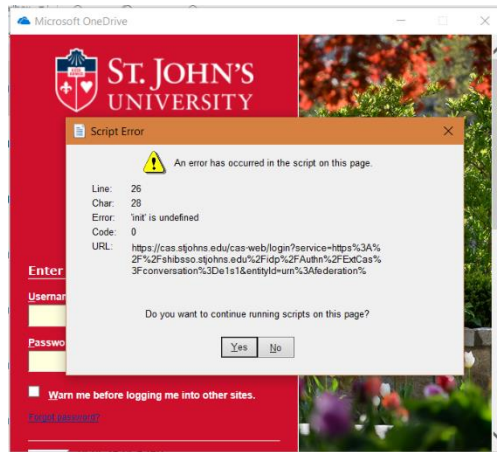 Microsoft OneDrive
ST. JOHN'S
UNIVERSITY
Script Error
An error has occurred in the script on this page.
Line: 26
Char: 28
Error: 'init' is undefined
Code: 0
URL: https://cas.stjohns.edu/cas-web/login?service=https%3A%
2F%2Fshibsso.stjohns.edu%2Fidp%2FAuthn%2FExtCas%
3Fconversation%3De1s1&entityId=urn%3Afederation%
Enter
Usernar
Do you want to continue running scripts on this page?
Passwo
Yes No
Warn me before logging me into other sites.
Forgot password?